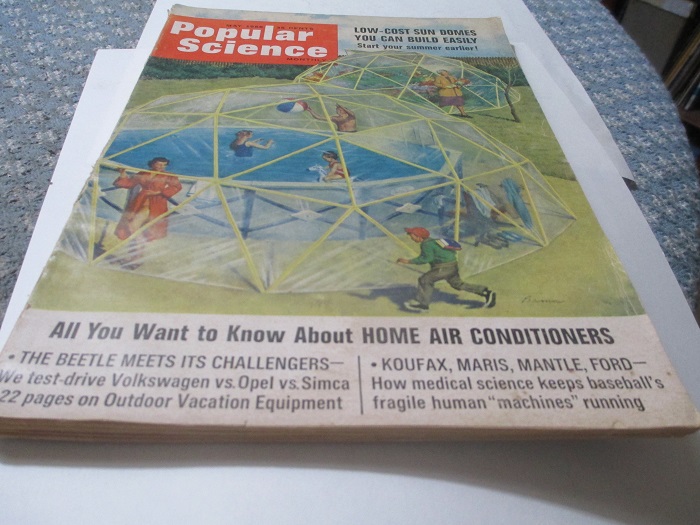 Popular
Science
LOW-COST SUN DOMES
YOU CAN BUILD EASILY
Start your summer earlier!
All You Want to Know About HOME AIR CONDITIONERS
• THE BEETLE MEETS ITS CHALLENGERS—
We test-drive Volkswagen vs. Opel vs. Simca
22 pages on Outdoor Vacation Equipment
• KOUFAX, MARIS, MANTLE, FORD—
How medical science keeps baseball's
fragile human "machines" running